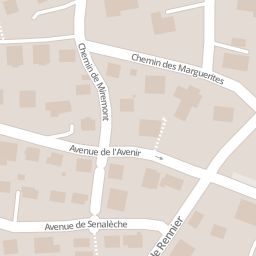 Chemin des Marguerites
Chemin de Miremont
Avenue de l'Avenir
Avenue de Senalèche
de Rennier